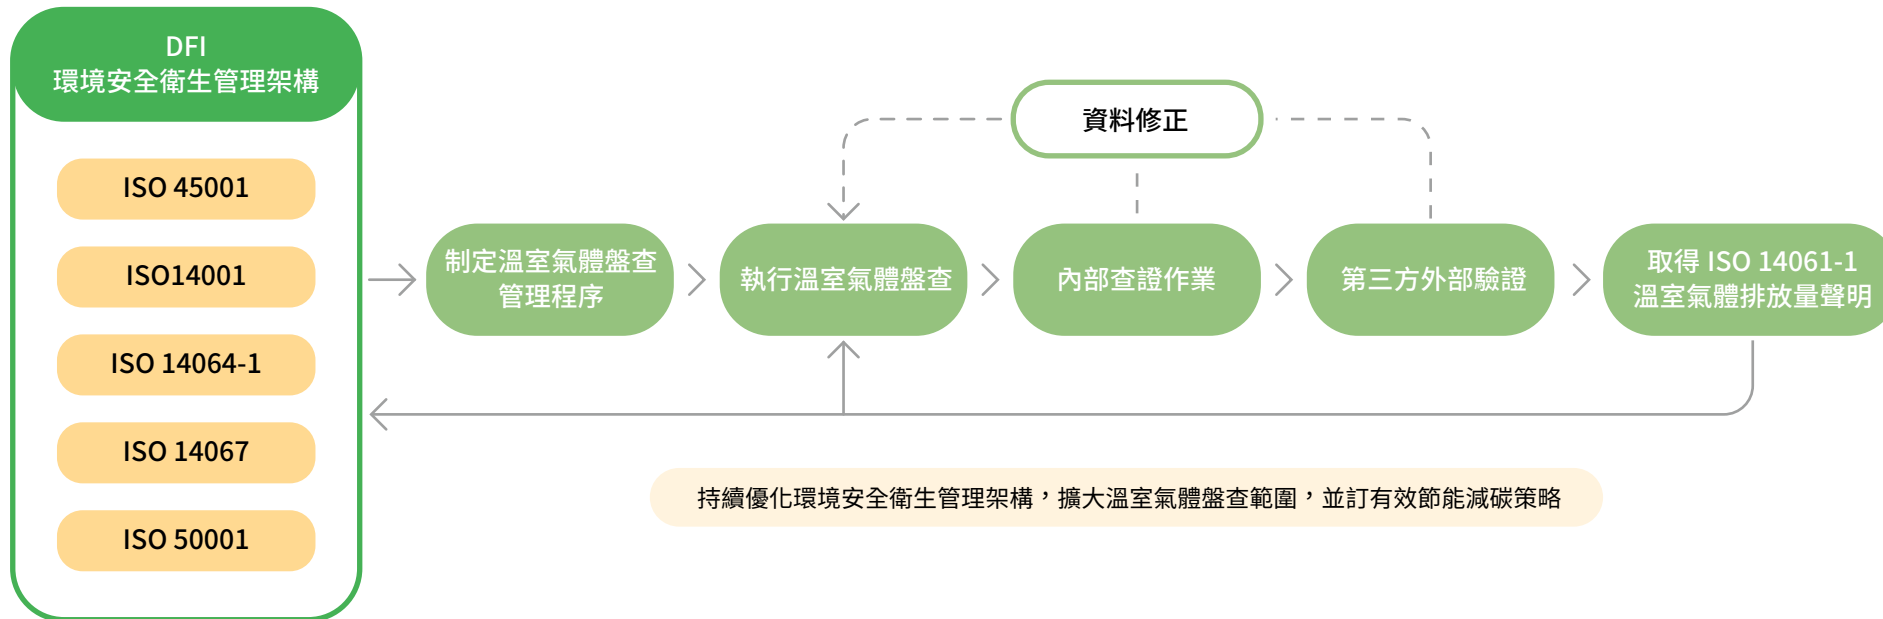 DFI
環境安全衛生管理架構
ISO 45001
ISO14001
ISO 14064-1
ISO 14067
ISO 50001
資料修正
制定溫室氣體盤查
管理程序
執行溫室氣體盤查
內部查證作業
第三方外部驗證
取得 ISO 14061-1
溫室氣體排放量聲明
持續優化環境安全衛生管理架構，擴大溫室氣體盤查範圍，並訂有效節能減碳策略